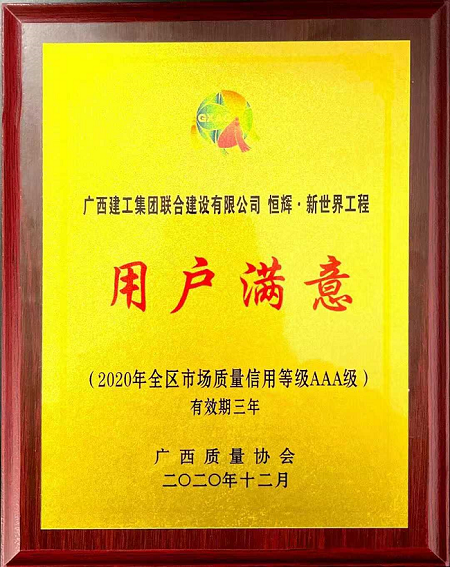 广西建工集团联合建设有限公司 恒辉·新世界工程
用户满意
（2020年全区市场质量信用等级AAA级）
有效期三年
广西质量协会
二〇二〇年十二月